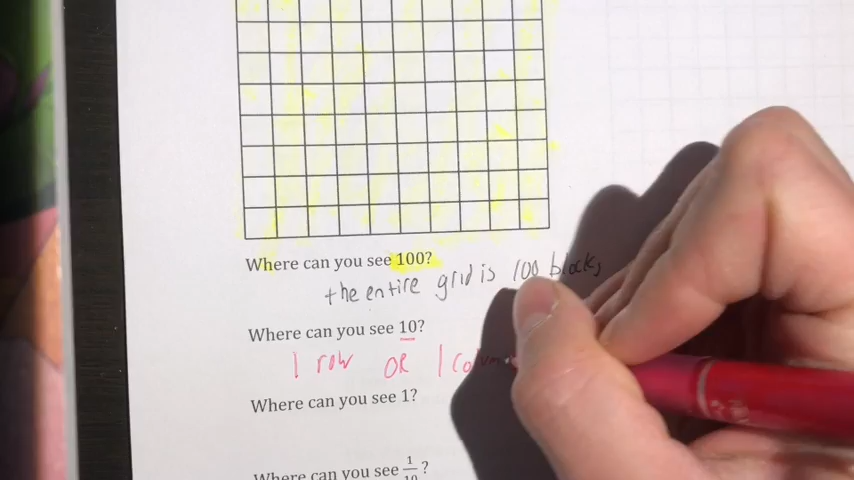 Where can you see 100?
the entire grid is 100 blocks
Where can you see 10?
1 row OR 1 colum
Where can you see 1?
Where can you see 1/10?